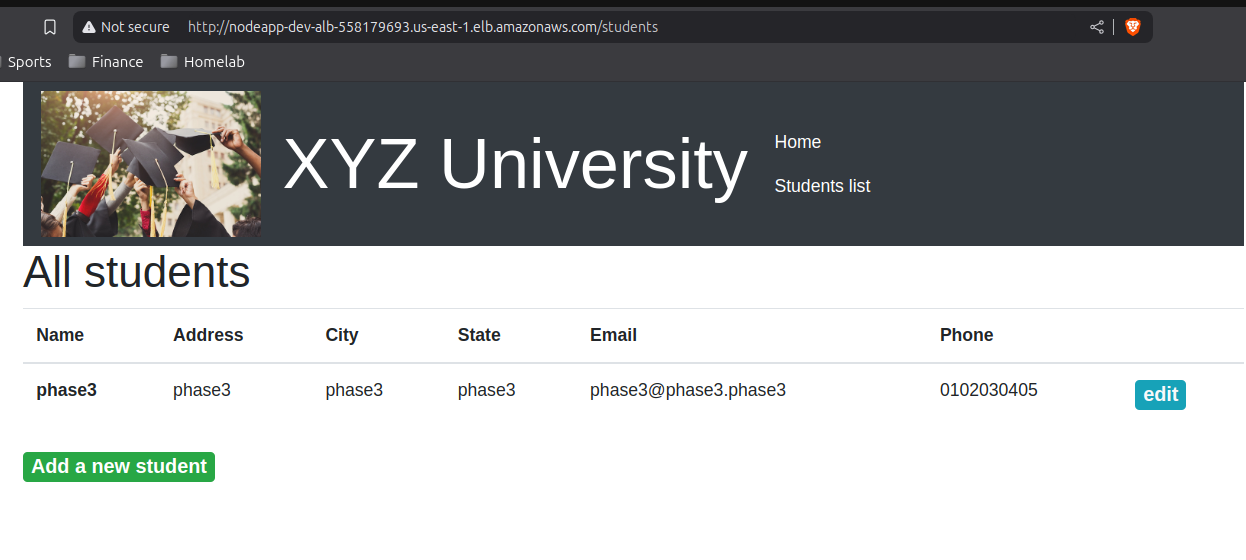 Not secure http://nodeapp-dev-alb-558179693.us-east-1.elb.amazonaws.com/students
Sports Finance Homelab
XYZ University
Home
Students list
All students
Name Address City State Email Phone
phase3 phase3 phase3 phase3 phase3@phase3.phase3 0102030405 edit
Add a new student